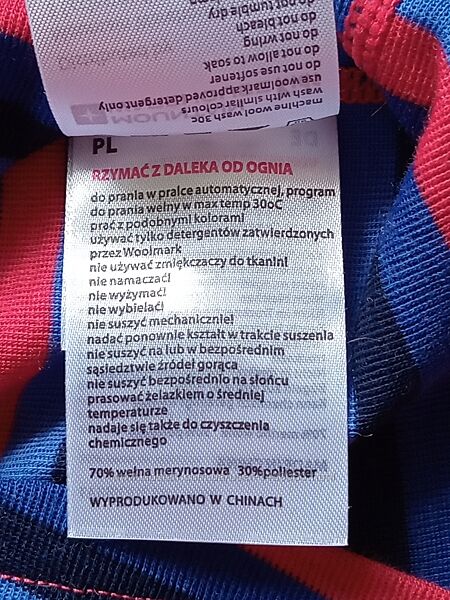 machine wool wash 30c
wash with similar colours
use woolmark approved detergent only
do not use softener
do not allow to soak
do not wring
do not bleach
do not tumble dry
PL
RZYMAĆ Z DALEKA OD OGNIA
do prania w pralce automatycznej, program
do prania wełny w max temp 30oC
prać z podobnymi kolorami
używać tylko detergentów zatwierdzonych
przez Woolmark
nie używać zmiękczaczy do tkanin!
nie namaczać!
nie wyżymać!
nie wybielać!
nie suszyć mechanicznie!
nadać ponownie kształt w trakcie suszenia
nie suszyć na lub w bezpośrednim
sąsiedztwie źródeł gorąca
nie suszyć bezpośrednio na słońcu
prasować żelazkiem o średniej
temperaturze
nadaje się także do czyszczenia
chemicznego
70% wełna merynosowa 30%poliester
WYPRODUKOWANO W CHINACH